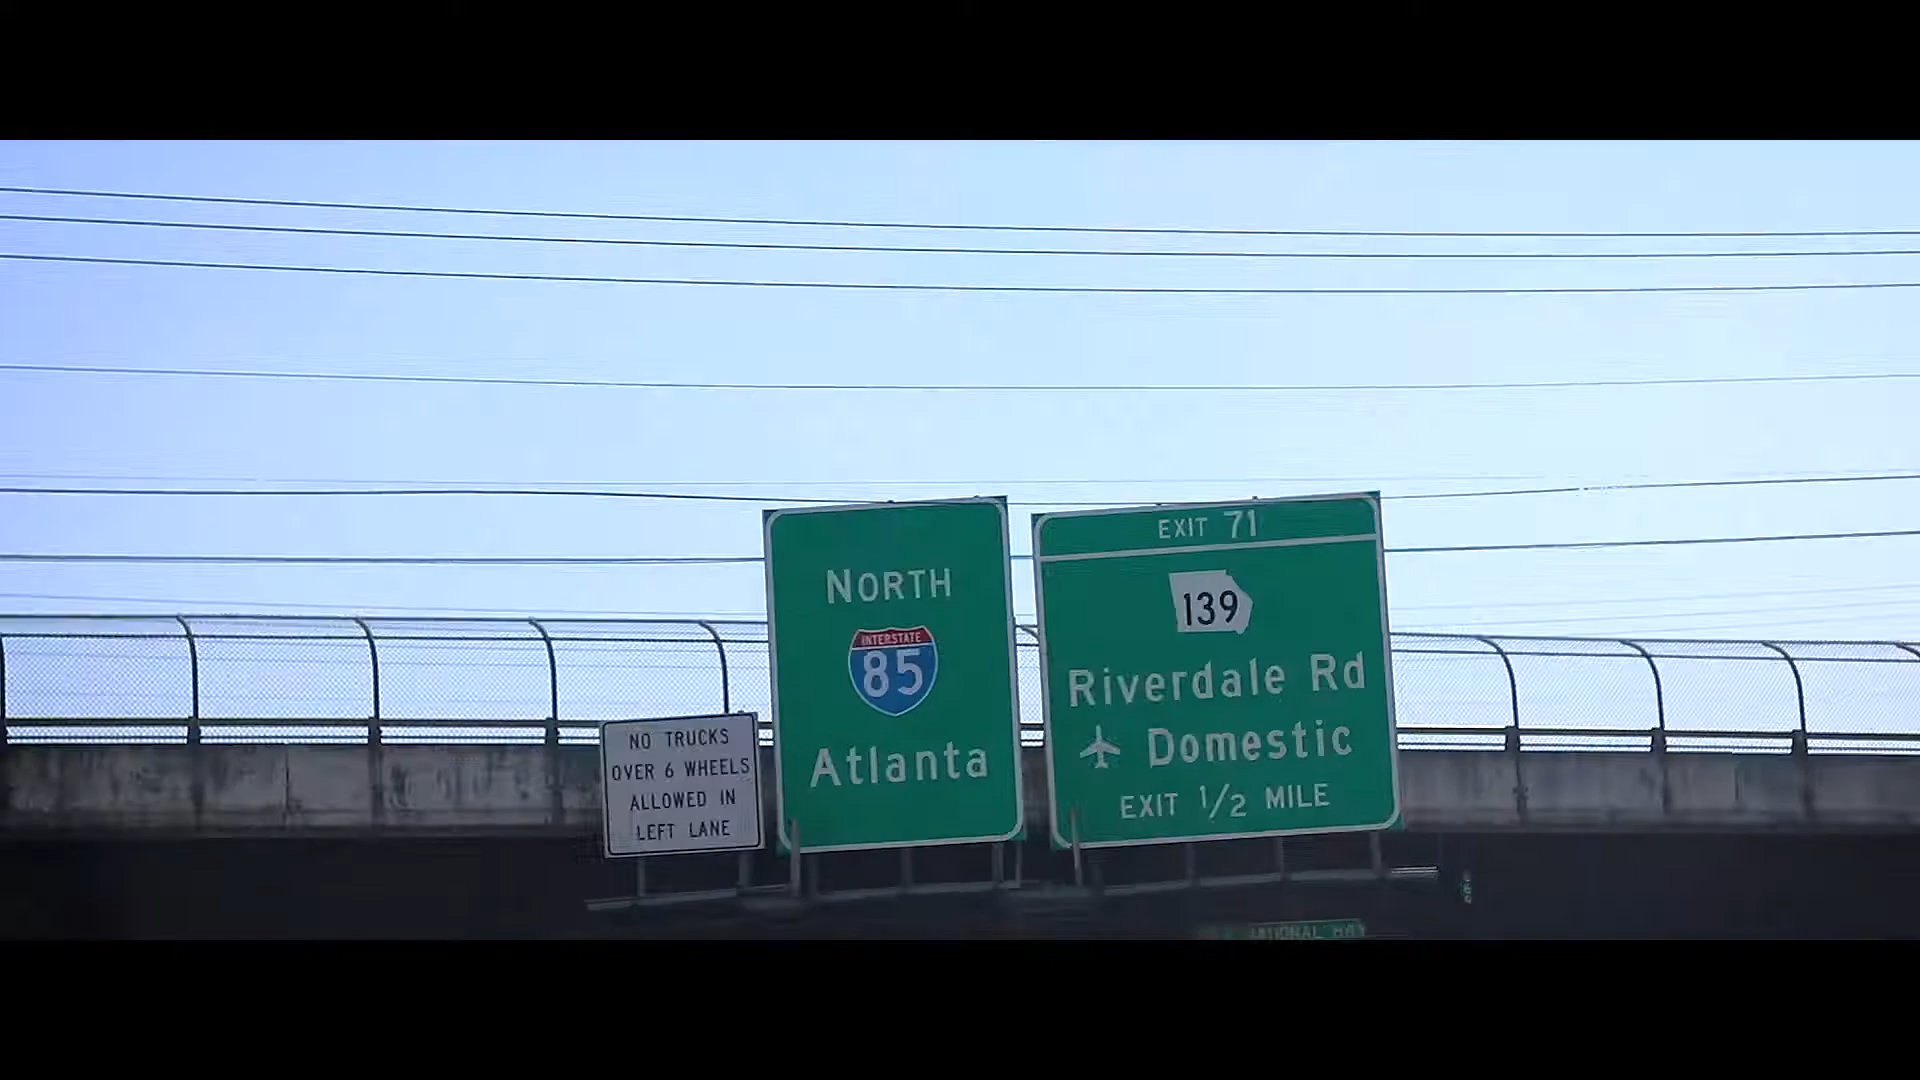 NO TRUCKS
OVER 6 WHEELS
ALLOWED IN
LEFT LANE
NORTH
INTERSTATE
85
Atlanta
EXIT 71
139
Riverdale Rd
Domestic
EXIT 1/2 MILE